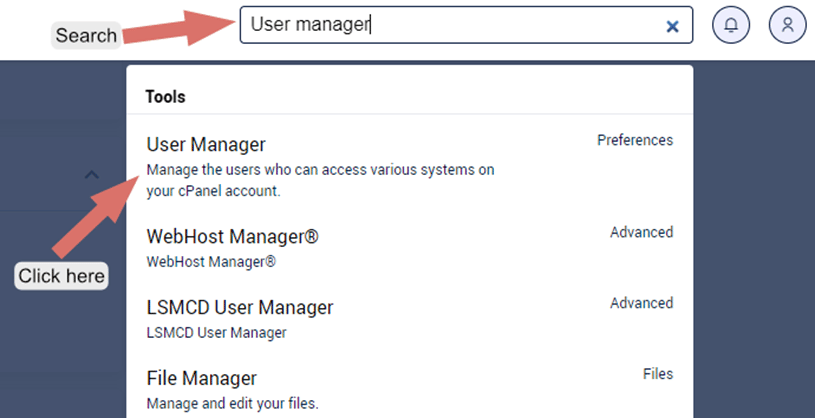 Search
User manager
Tools
User Manager
Preferences
Manage the users who can access various systems on
your cPanel account.
Click here
WebHost Manager®
Advanced
WebHost Manager®
LSMCD User Manager
Advanced
LSMCD User Manager
File Manager
Files
Manage and edit your files.